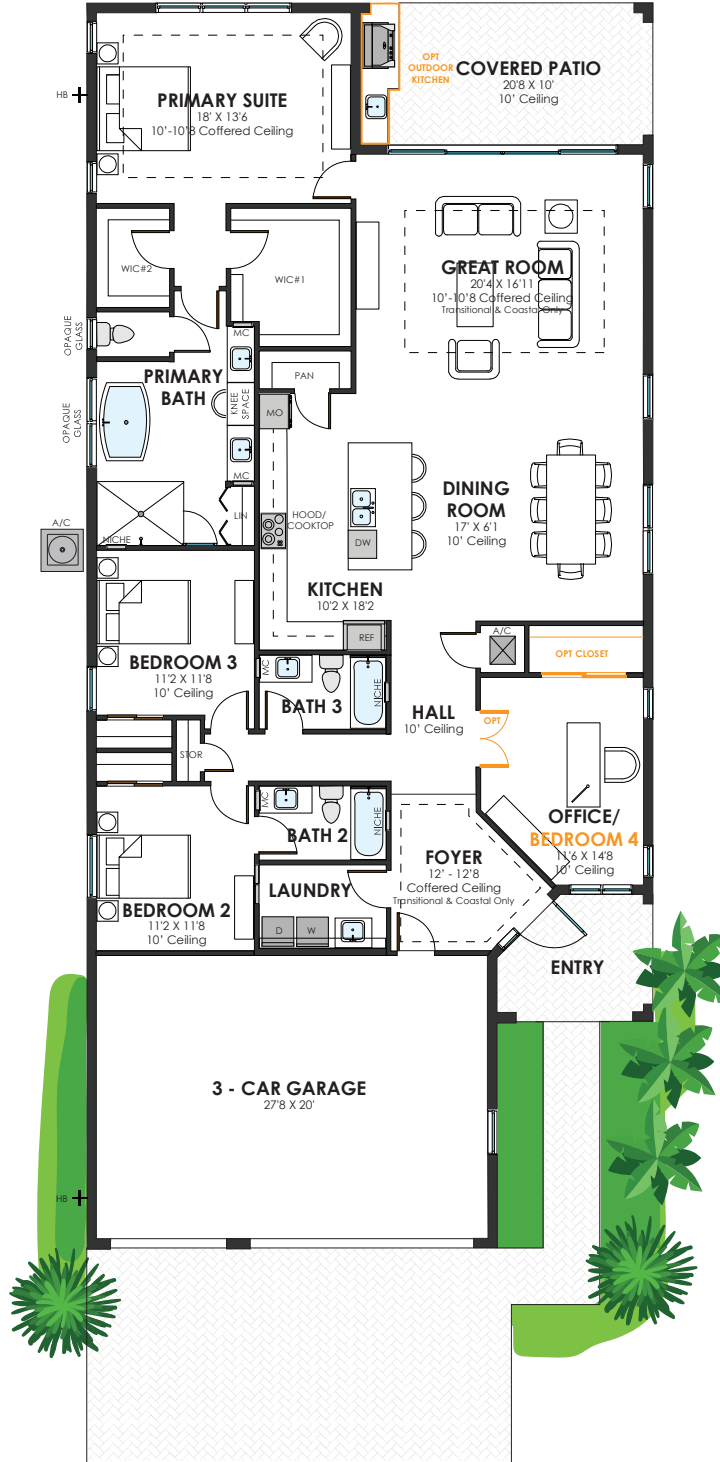 OPT
OUTDOOR
KITCHEN
COVERED PATIO
20'8 X 10'
10' Ceiling
HB
PRIMARY SUITE
18' X 13'6
10'-10'8 Coffered Ceiling
WIC#2
WIC#1
GREAT ROOM
20'4 X 16'11
10'-10'8 Coffered Ceiling
Transitional & Coastal Only
OPAQUE
GLASS
MC
PRIMARY
BATH
PAN
KNEE
SPACE
MO
OPAQUE
GLASS
MC
LIN
HOOD/
COOKTOP
DW
DINING
ROOM
17' X 6'1
10' Ceiling
A/C
NICHE
KITCHEN
10'2 X 18'2
REF
A/C
OPT CLOSET
BEDROOM 3
11'2 X 11'8
10' Ceiling
MC
NICHE
BATH 3
HALL
10' Ceiling
OPT
STOR
MC
NICHE
BATH 2
OFFICE/
BEDROOM 4
11'6 X 14'8
10' Ceiling
FOYER
12' - 12'8
Coffered Ceiling
Transitional & Coastal Only
LAUNDRY
D
W
BEDROOM 2
11'2 X 11'8
10' Ceiling
ENTRY
3 - CAR GARAGE
27'8 X 20'
HB